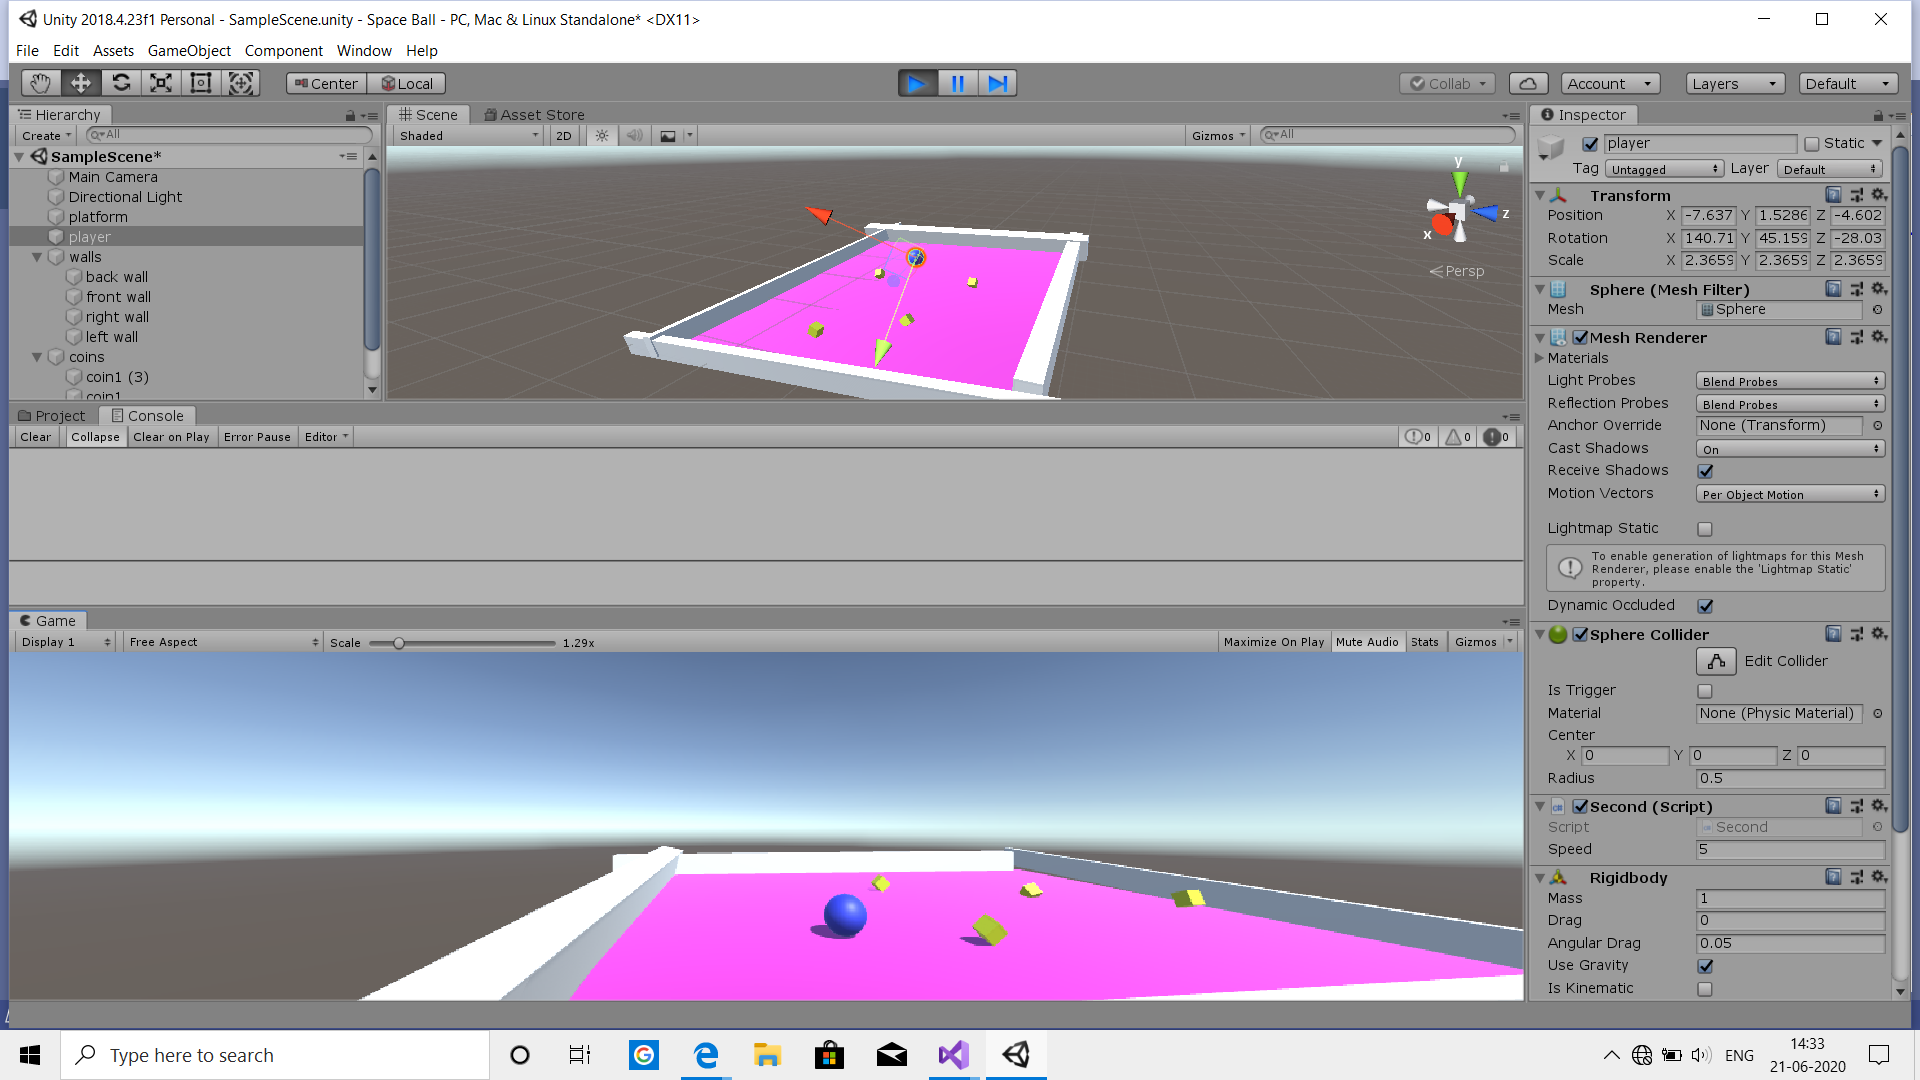 Unity 2018.4.23f1 Personal - SampleScene.unity - Space Ball - PC, Mac & Linux Standalone* <DX11>
File Edit Assets GameObject Component Window Help
Center Local Collab Account Layers Default
Hierarchy
Create All
SampleScene*
Main Camera
Directional Light
platform
player
walls
back wall
front wall
right wall
left wall
coins
coin1 (3)
coin1
Scene Asset Store
Shaded 2D Gizmos All
y
z
x
Persp
Project Console
Clear Collapse Clear on Play Error Pause Editor 0 0 0
Game
Display 1 Free Aspect Scale 1.29x Maximize On Play Mute Audio Stats Gizmos
Inspector
player Static
Tag Untagged Layer Default
Transform
Position X -7.637 Y 1.5286 Z -4.602
Rotation X 140.71 Y 45.159 Z -28.03
Scale X 2.3659 Y 2.3659 Z 2.3659
Sphere (Mesh Filter)
Mesh Sphere
Mesh Renderer
Materials
Light Probes Blend Probes
Reflection Probes Blend Probes
Anchor Override None (Transform)
Cast Shadows On
Receive Shadows
Motion Vectors Per Object Motion
Lightmap Static
To enable generation of lightmaps for this Mesh
Renderer, please enable the 'Lightmap Static'
property.
Dynamic Occluded
Sphere Collider
Edit Collider
Is Trigger
Material None (Physic Material)
Center
X 0 Y 0 Z 0
Radius 0.5
Second (Script)
Script Second
Speed 5
Rigidbody
Mass 1
Drag 0
Angular Drag 0.05
Use Gravity
Is Kinematic
Type here to search
ENG
14:33
21-06-2020